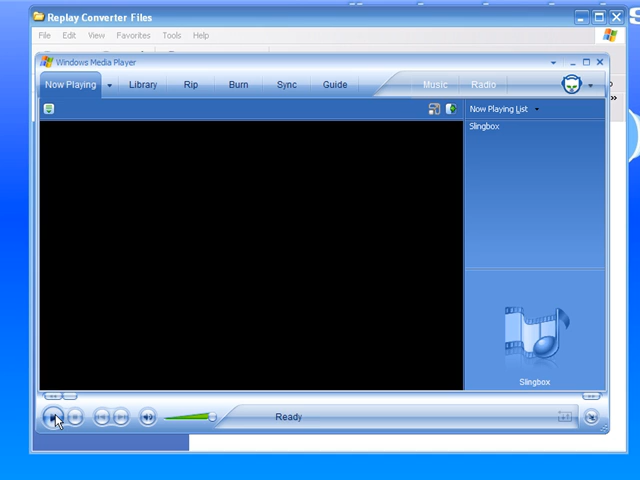 Replay Converter Files
File Edit View Favorites Tools Help
Windows Media Player
Now Playing Library Rip Burn Sync Guide Music Radio
Now Playing List
Slingbox
Slingbox
Ready